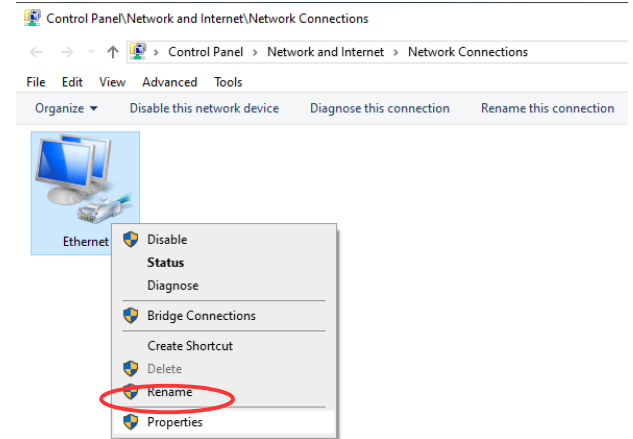 Control Panel\Network and Internet\Network Connections
Control Panel > Network and Internet > Network Connections
File Edit View Advanced Tools
Organize Disable this network device Diagnose this connection Rename this connection
Ethernet
Disable
Status
Diagnose
Bridge Connections
Create Shortcut
Delete
Rename
Properties